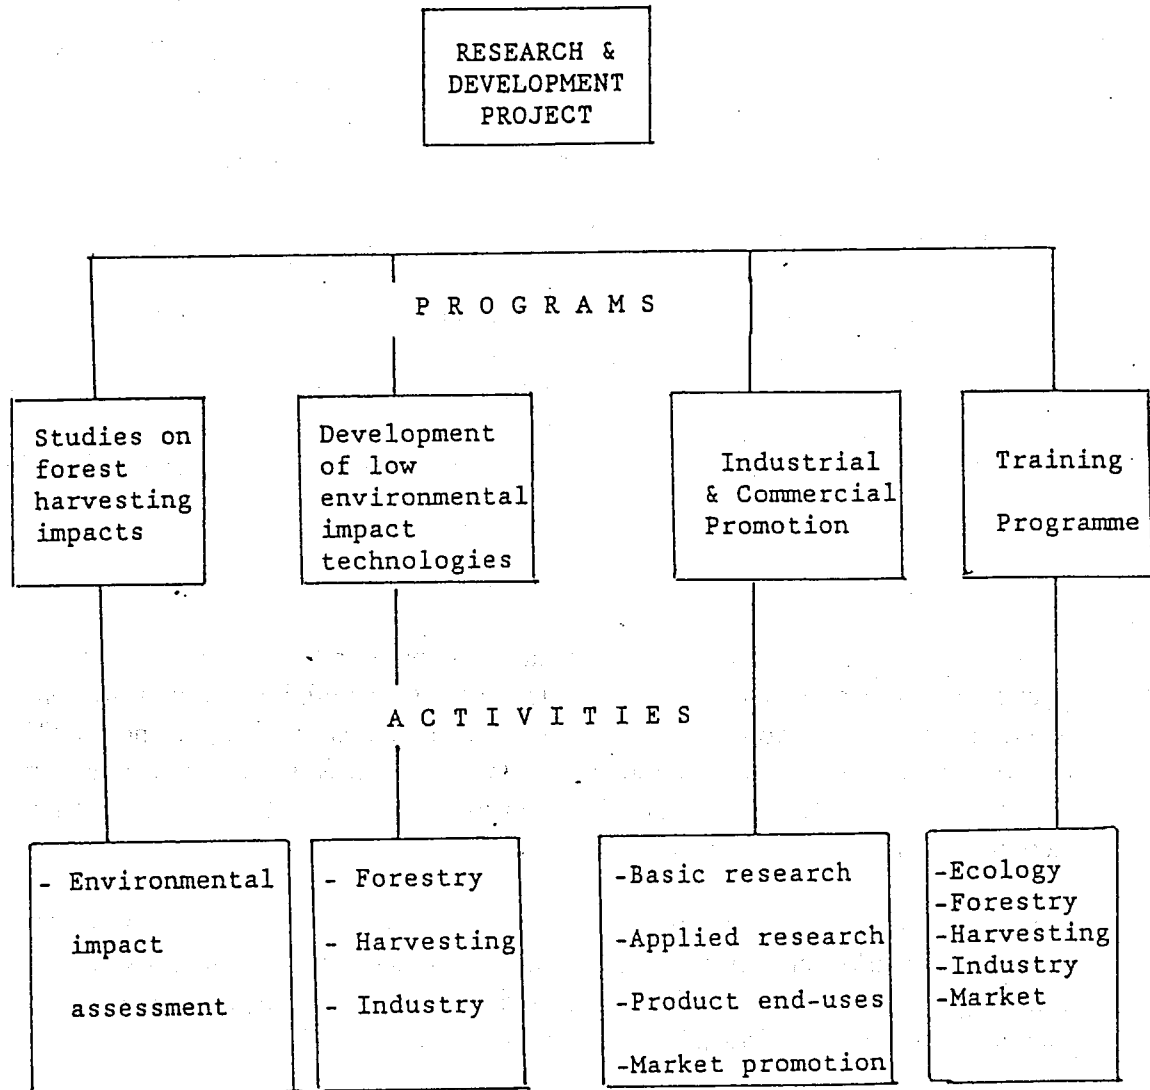 RESEARCH &
DEVELOPMENT
PROJECT
P R O G R A M S
Studies on
forest
harvesting
impacts
Development
of low
environmental
impact
technologies
Industrial
& Commercial
Promotion
Training
Programme
A C T I V I T I E S
- Environmental
impact
assessment
- Forestry
- Harvesting
- Industry
-Basic research
-Applied research
-Product end-uses
-Market promotion
-Ecology
-Forestry
-Harvesting
-Industry
-Market